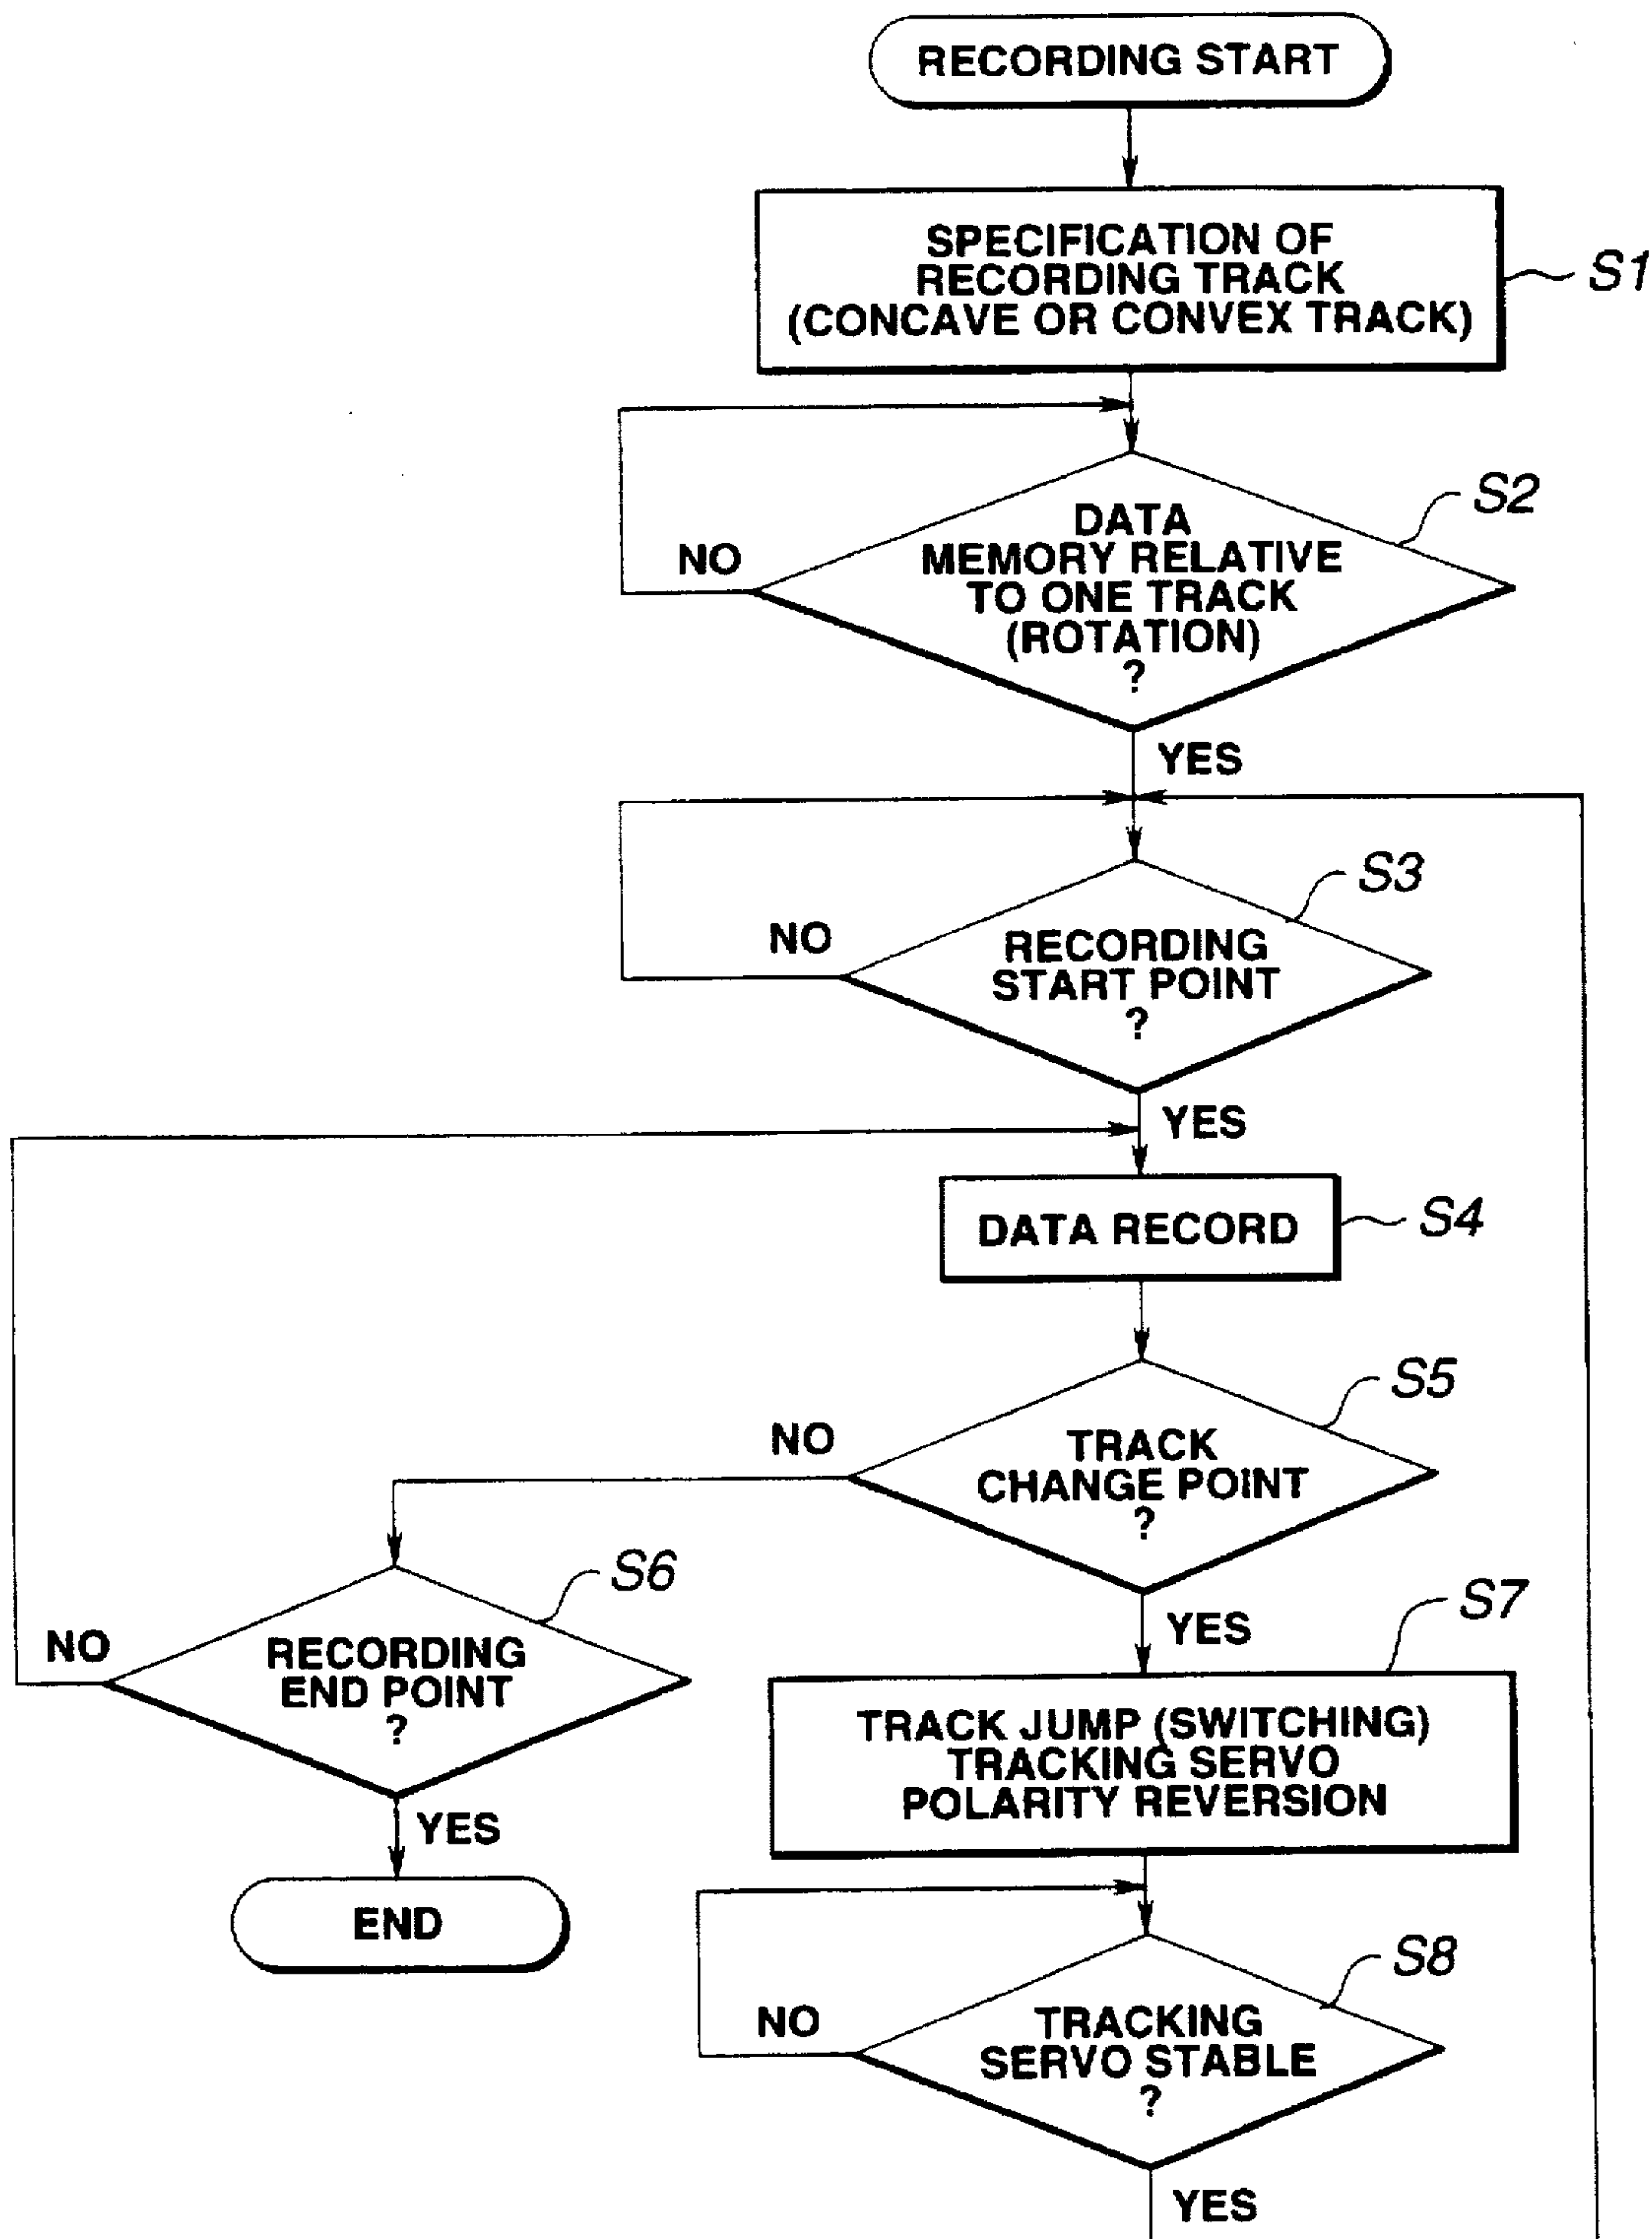 RECORDING START
SPECIFICATION OF
RECORDING TRACK
(CONCAVE OR CONVEX TRACK)
S1
DATA
MEMORY RELATIVE
TO ONE TRACK
(ROTATION)
?
S2
NO
YES
RECORDING
START POINT
?
S3
NO
YES
DATA RECORD
S4
TRACK
CHANGE POINT
?
S5
NO
RECORDING
END POINT
?
S6
NO
YES
END
YES
S7
TRACK JUMP (SWITCHING)
TRACKING SERVO
POLARITY REVERSION
TRACKING
SERVO STABLE
?
S8
NO
YES